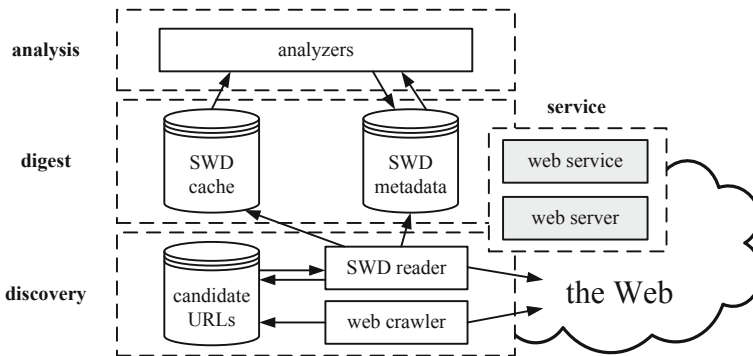 analysis
analyzers
service
digest
SWD
cache
SWD
metadata
web service
web server
discovery
candidate
URLs
SWD reader
web crawler
the Web